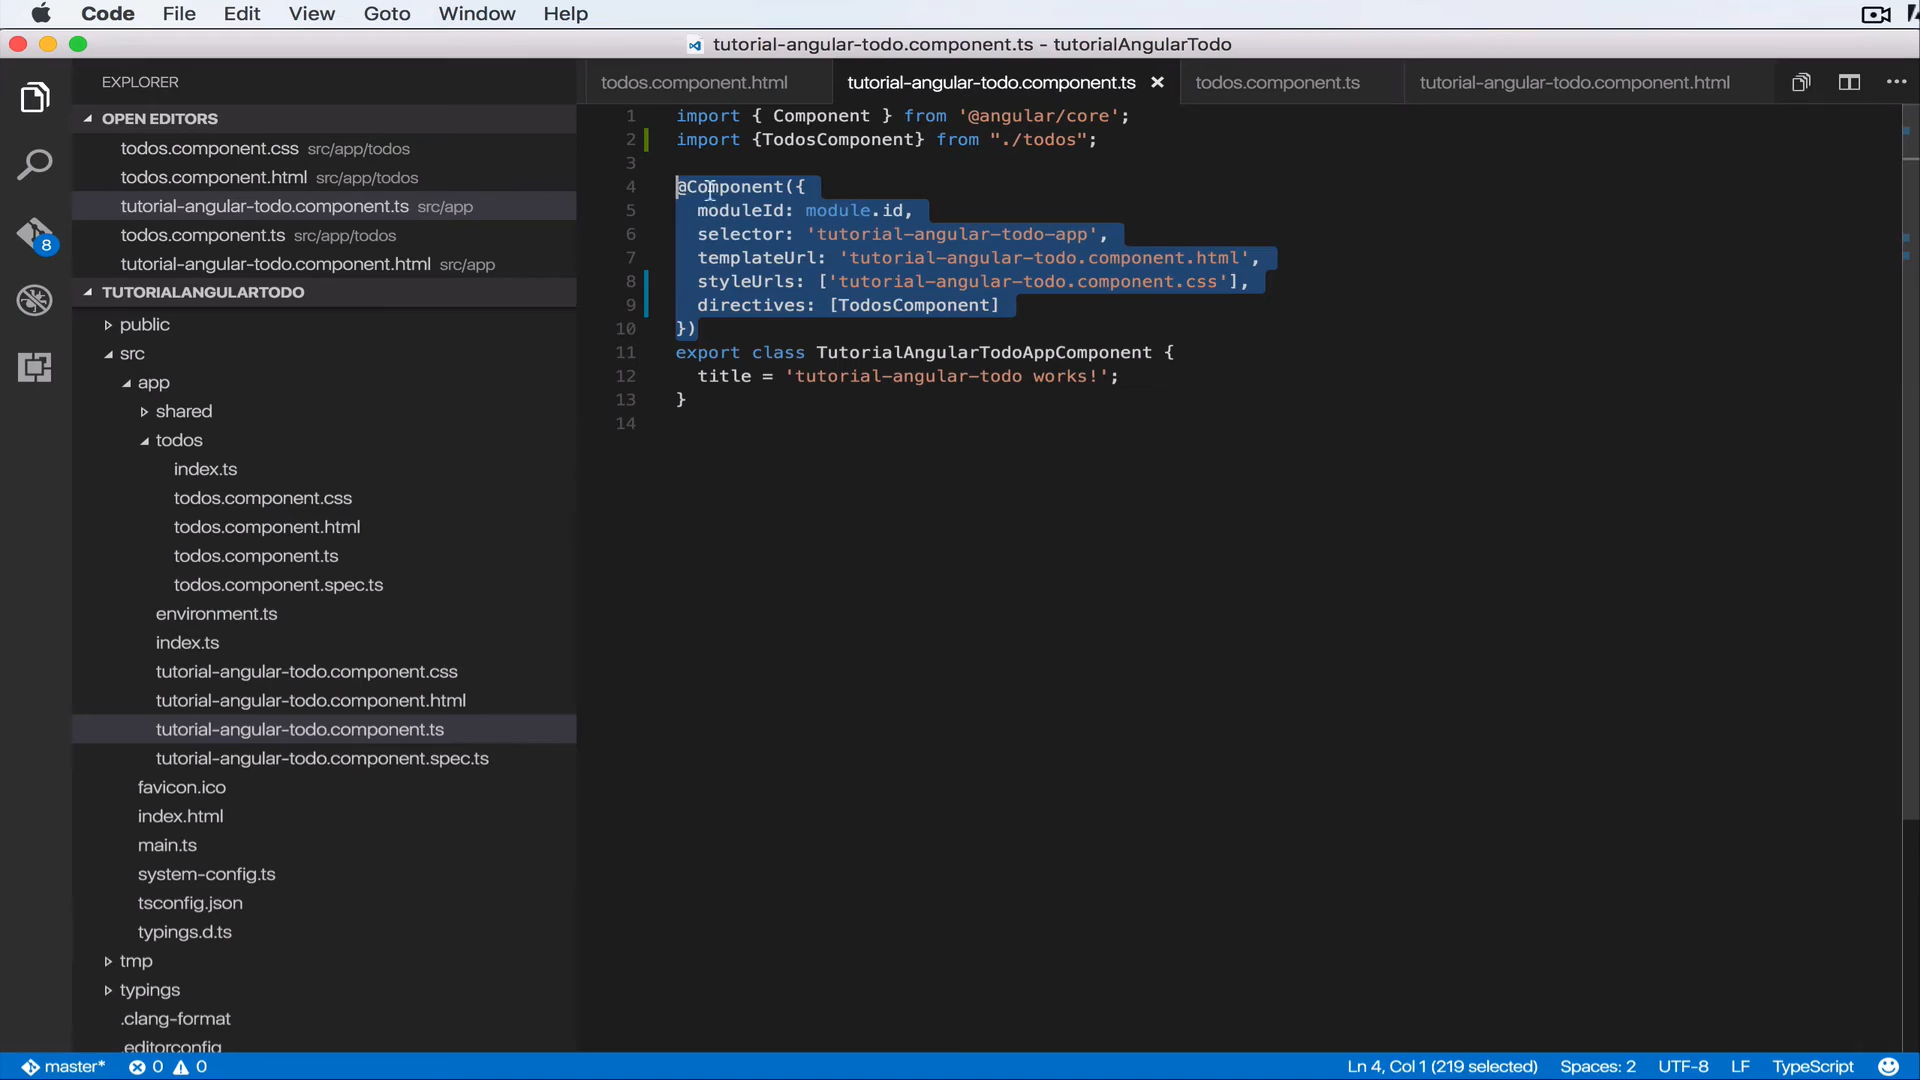 Code File Edit View Goto Window Help
tutorial-angular-todo.component.ts - tutorialAngularTodo
EXPLORER
OPEN EDITORS
todos.component.css src/app/todos
todos.component.html src/app/todos
tutorial-angular-todo.component.ts src/app
todos.component.ts src/app/todos
tutorial-angular-todo.component.html src/app
8
TUTORIALANGULARTODO
public
src
app
shared
todos
index.ts
todos.component.css
todos.component.html
todos.component.ts
todos.component.spec.ts
environment.ts
index.ts
tutorial-angular-todo.component.css
tutorial-angular-todo.component.html
tutorial-angular-todo.component.ts
tutorial-angular-todo.component.spec.ts
favicon.ico
index.html
main.ts
system-config.ts
tsconfig.json
typings.d.ts
tmp
typings
.clang-format
.editorconfig
todos.component.html tutorial-angular-todo.component.ts todos.component.ts tutorial-angular-todo.component.html
1 import { Component } from '@angular/core';
2 import {TodosComponent} from "./todos";
3
4 @Component({
5 moduleId: module.id,
6 selector: 'tutorial-angular-todo-app',
7 templateUrl: 'tutorial-angular-todo.component.html',
8 styleUrls: ['tutorial-angular-todo.component.css'],
9 directives: [TodosComponent]
10 })
11 export class TutorialAngularTodoAppComponent {
12 title = 'tutorial-angular-todo works!';
13 }
14
master* 0 0 Ln 4, Col 1 (219 selected) Spaces: 2 UTF-8 LF TypeScript